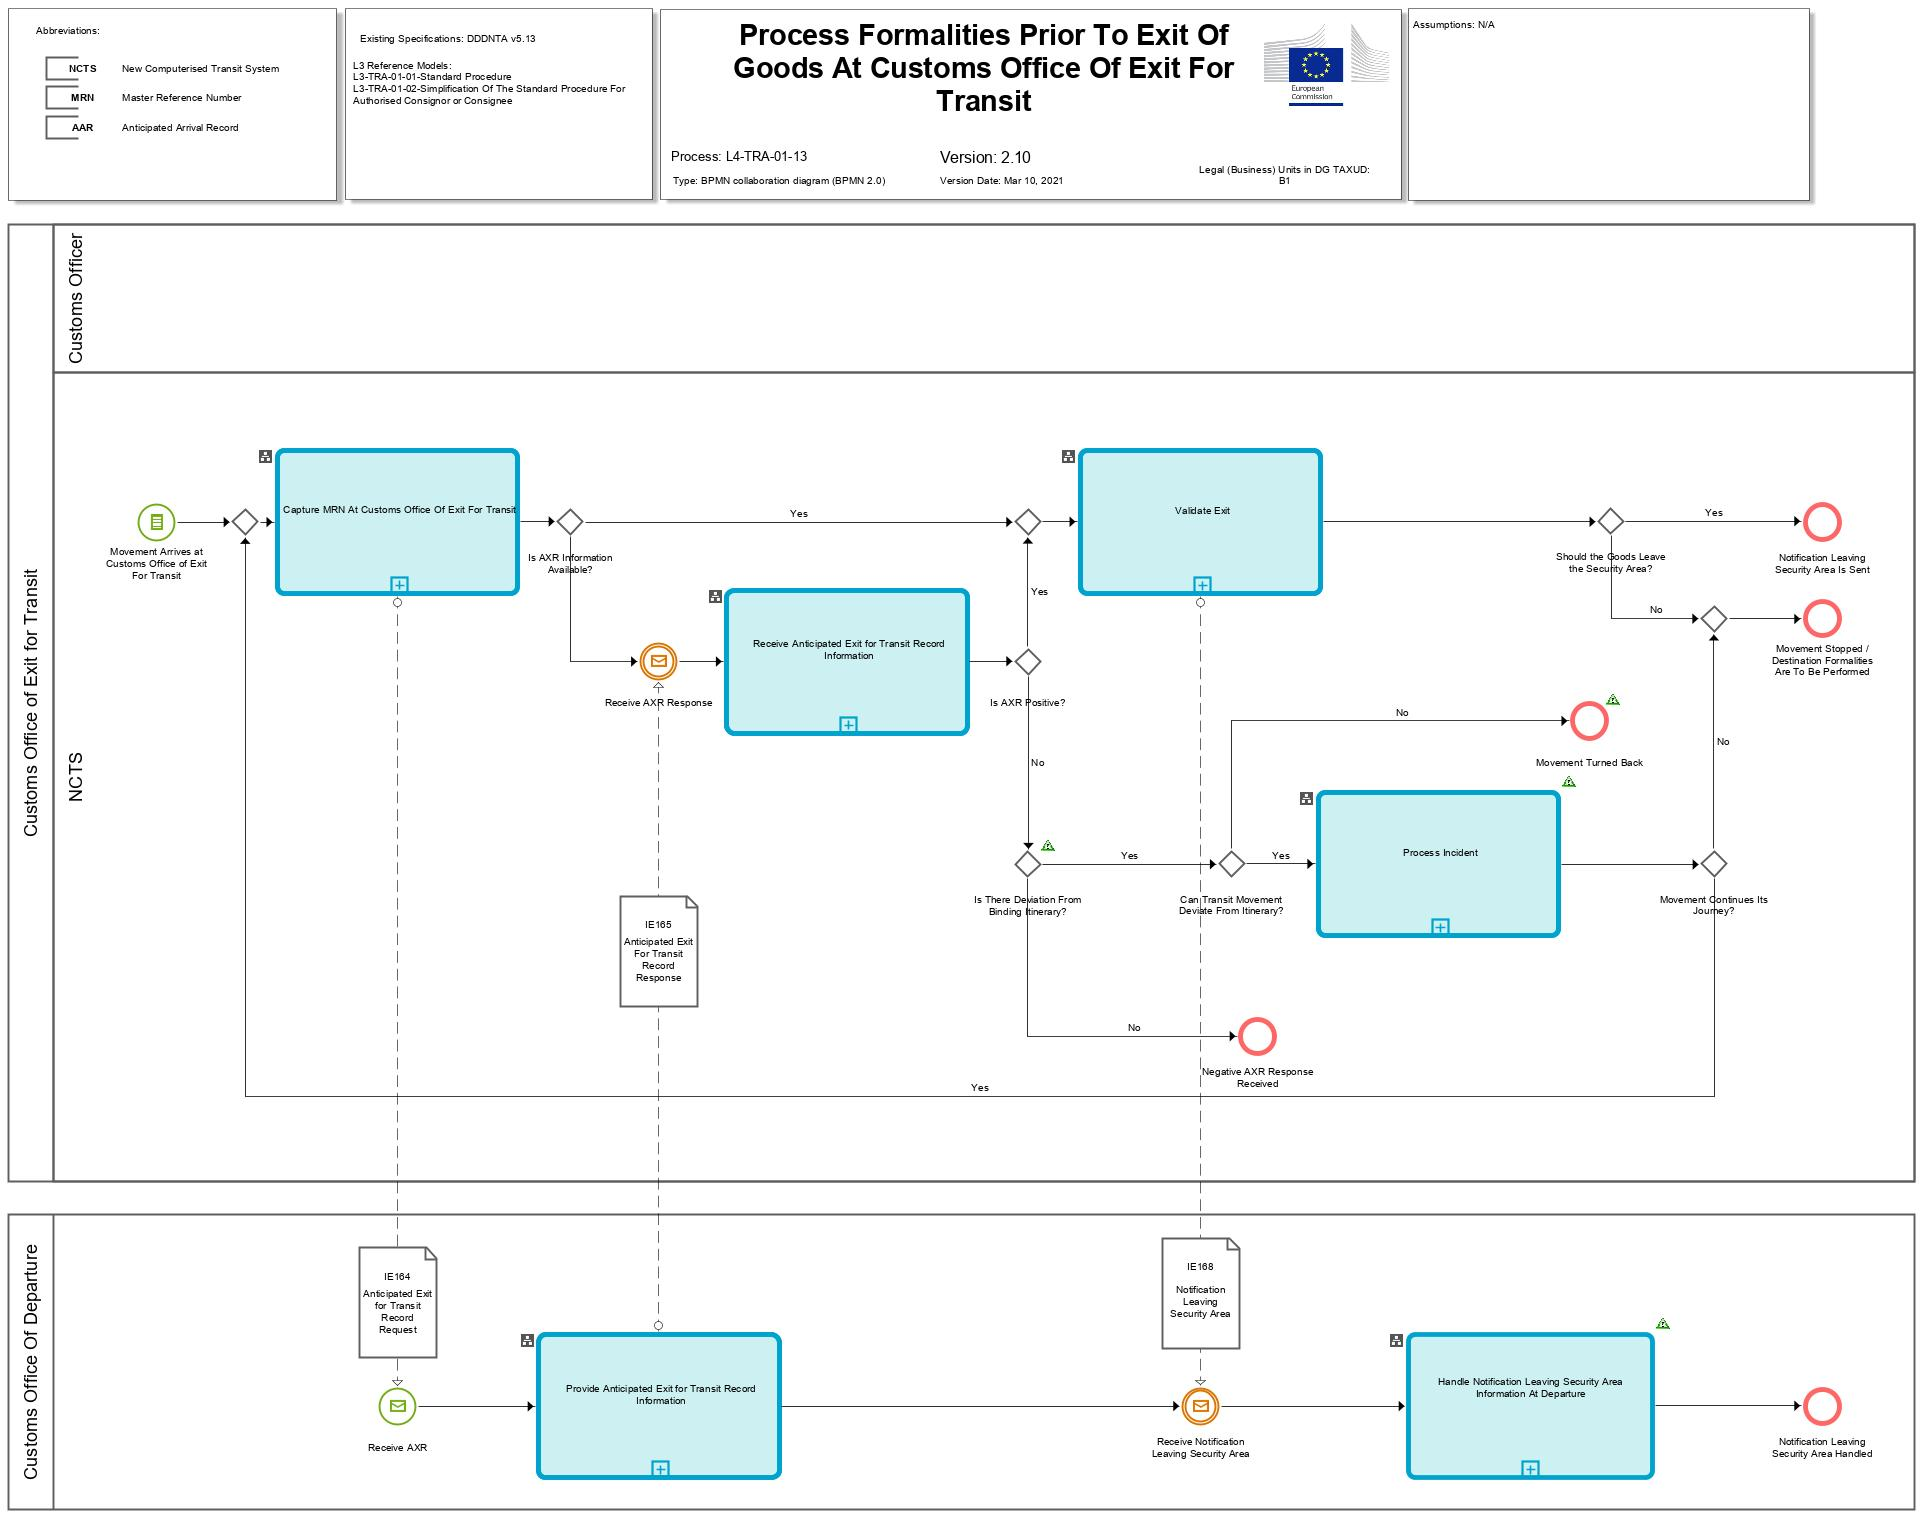 Abbreviations:
NCTS New Computerised Transit System
MRN Master Reference Number
AAR Anticipated Arrival Record
Existing Specifications: DDDNTA v5.13
L3 Reference Models:
L3-TRA-01-01-Standard Procedure
L3-TRA-01-02-Simplification Of The Standard Procedure For
Authorised Consignor or Consignee
Process Formalities Prior To Exit Of
Goods At Customs Office Of Exit For
Transit
European
Commission
Process: L4-TRA-01-13
Version: 2.10
Type: BPMN collaboration diagram (BPMN 2.0)
Version Date: Mar 10, 2021
Legal (Business) Units in DG TAXUD:
B1
Assumptions: N/A
Customs Office of Exit for Transit
Customs Officer
NCTS
Movement Arrives at
Customs Office of Exit
For Transit
Capture MRN At Customs Office Of Exit For Transit
Is AXR Information
Available?
Yes
Receive AXR Response
Receive Anticipated Exit for Transit Record
Information
Is AXR Positive?
Yes
No
Validate Exit
Should the Goods Leave
the Security Area?
Yes
Notification Leaving
Security Area Is Sent
No
Movement Stopped /
Destination Formalities
Are To Be Performed
No
Movement Turned Back
No
Is There Deviation From
Binding Itinerary?
Yes
Can Transit Movement
Deviate From Itinerary?
Yes
Process Incident
Movement Continues Its
Journey?
IE165
Anticipated Exit
For Transit
Record
Response
No
Negative AXR Response
Received
Yes
Customs Office Of Departure
IE164
Anticipated Exit
for Transit
Record
Request
Receive AXR
Provide Anticipated Exit for Transit Record
Information
IE168
Notification
Leaving
Security Area
Receive Notification
Leaving Security Area
Handle Notification Leaving Security Area
Information At Departure
Notification Leaving
Security Area Handled